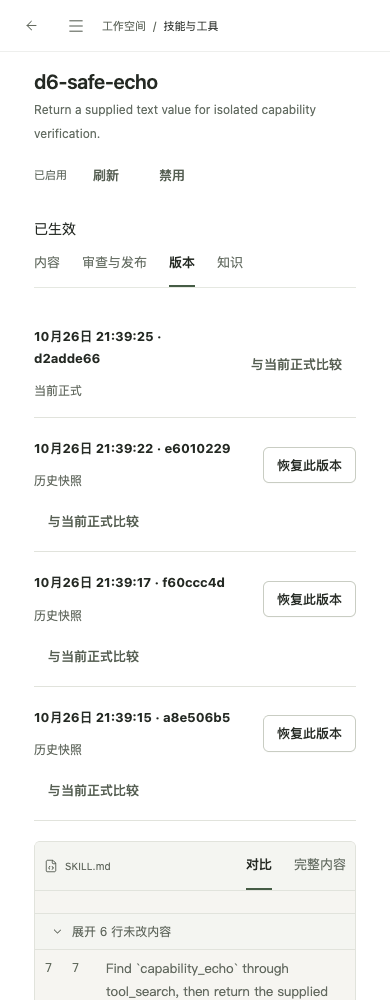 工作空间 / 技能与工具
d6-safe-echo
Return a supplied text value for isolated capability
verification.
已启用 刷新 禁用
已生效
内容 审查与发布 版本 知识
10月26日 21:39:25 ·
d2adde66
与当前正式比较
当前正式
10月26日 21:39:22 · e6010229
恢复此版本
历史快照
与当前正式比较
10月26日 21:39:17 · f60ccc4d
恢复此版本
历史快照
与当前正式比较
10月26日 21:39:15 · a8e506b5
恢复此版本
历史快照
与当前正式比较
SKILL.md 对比 完整内容
展开 6 行未改内容
7 7 Find `capability_echo` through
tool_search, then return the supplied